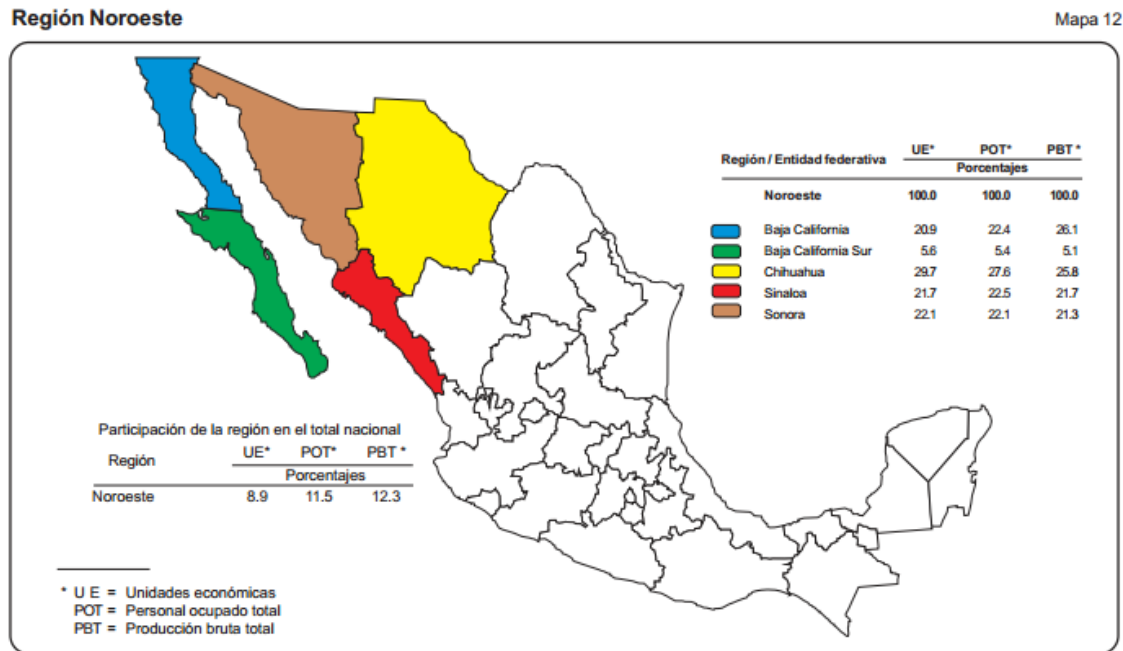 Región Noroeste
Mapa 12
Región / Entidad federativa UE* POT* PBT *
Porcentajes
Noroeste 100.0 100.0 100.0
Baja California 20.9 22.4 26.1
Baja California Sur 5.6 5.4 5.1
Chihuahua 29.7 27.6 25.8
Sinaloa 21.7 22.5 21.7
Sonora 22.1 22.1 21.3
Participación de la región en el total nacional
Región UE* POT* PBT *
Porcentajes
Noroeste 8.9 11.5 12.3
* U E = Unidades económicas
POT = Personal ocupado total
PBT = Producción bruta total